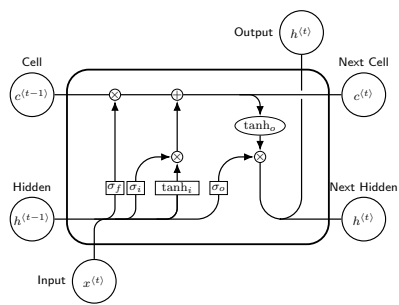 Output h⟨t⟩
Cell
Next Cell
c⟨t−1⟩ × + c⟨t⟩
tanh_o
× ×
Hidden σ_f σ_i tanh_i σ_o Next Hidden
h⟨t−1⟩ h⟨t⟩
Input x⟨t⟩